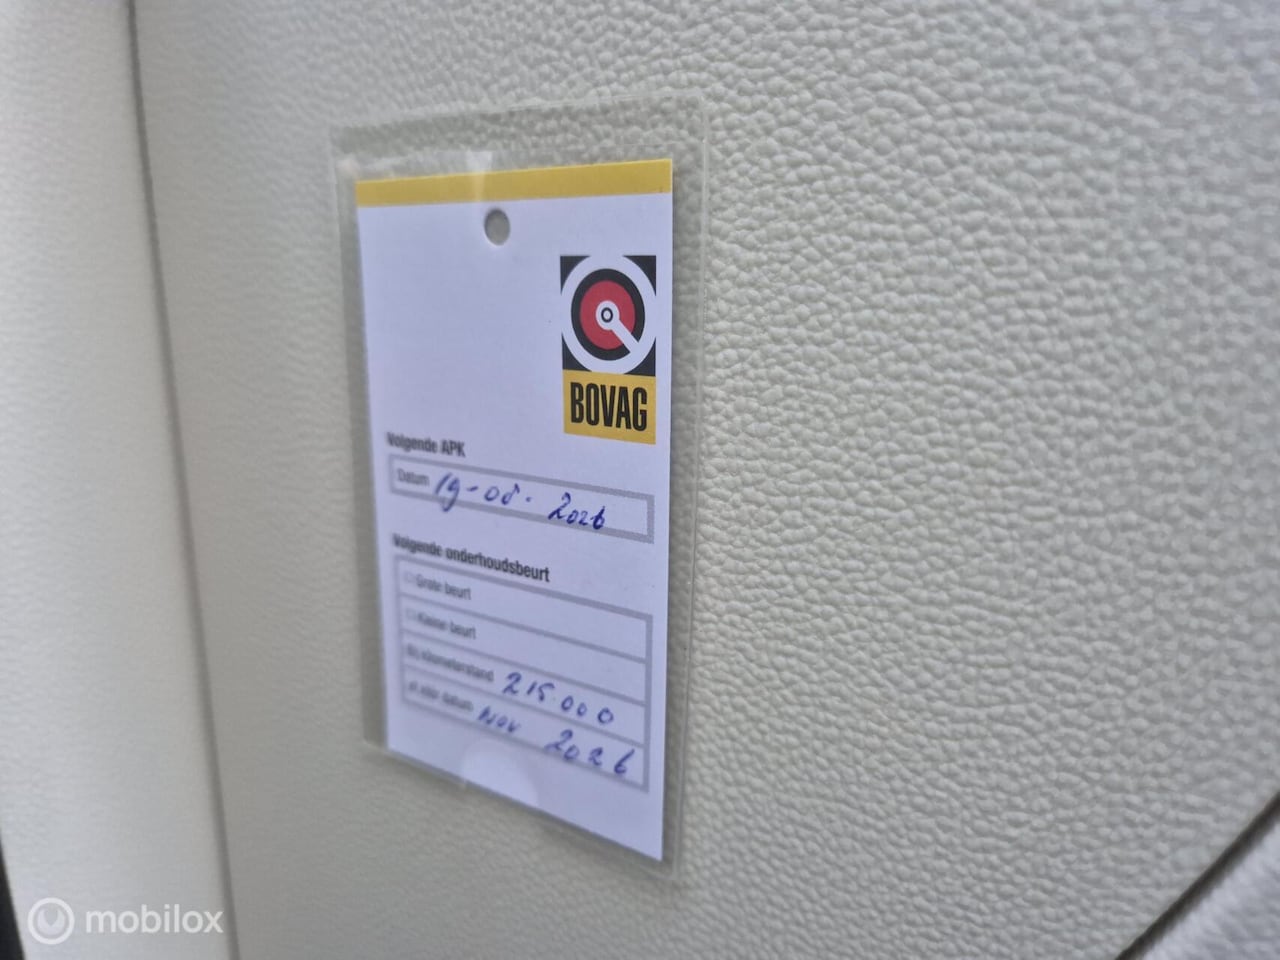 BOVAG
Volgende APK
Datum 19-08-2026
Volgende onderhoudsbeurt
Grote beurt
Kleine beurt
Bij kilometerstand 215.000
of vóór datum Nov 2026
mobilox